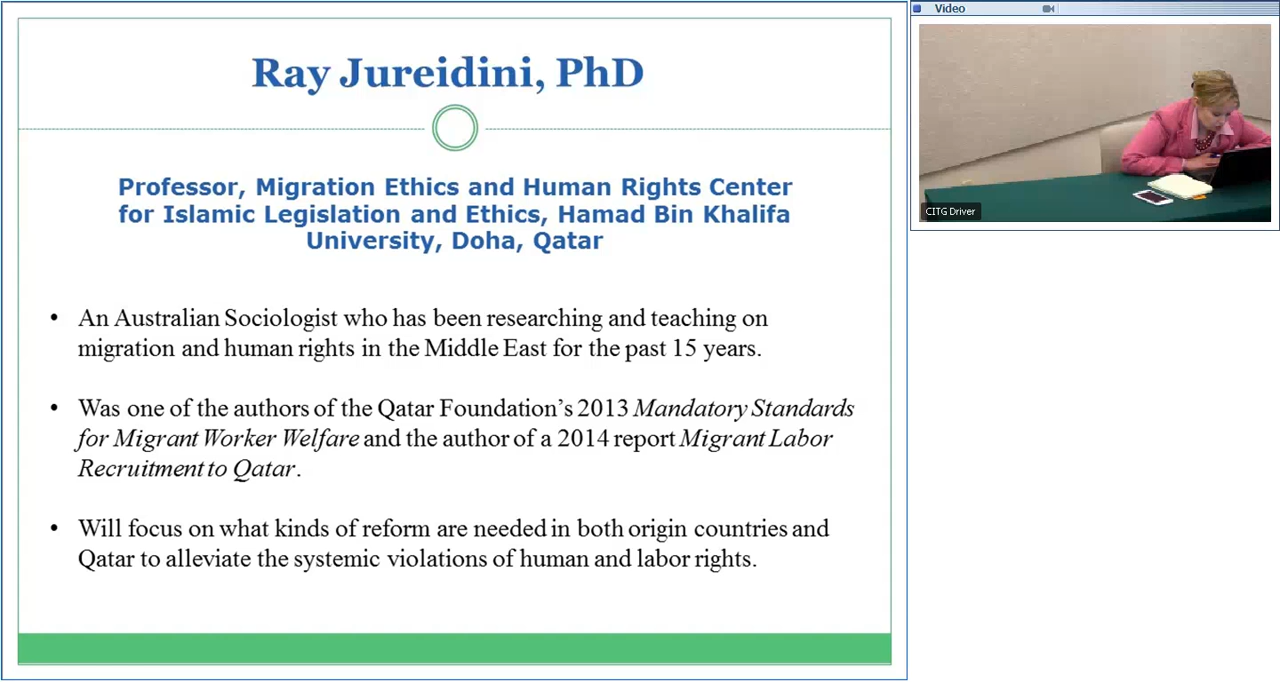 Ray Jureidini, PhD
Professor, Migration Ethics and Human Rights Center
for Islamic Legislation and Ethics, Hamad Bin Khalifa
University, Doha, Qatar
• An Australian Sociologist who has been researching and teaching on
migration and human rights in the Middle East for the past 15 years.
• Was one of the authors of the Qatar Foundation’s 2013 Mandatory Standards
for Migrant Worker Welfare and the author of a 2014 report Migrant Labor
Recruitment to Qatar.
• Will focus on what kinds of reform are needed in both origin countries and
Qatar to alleviate the systemic violations of human and labor rights.
Video
CITG Driver